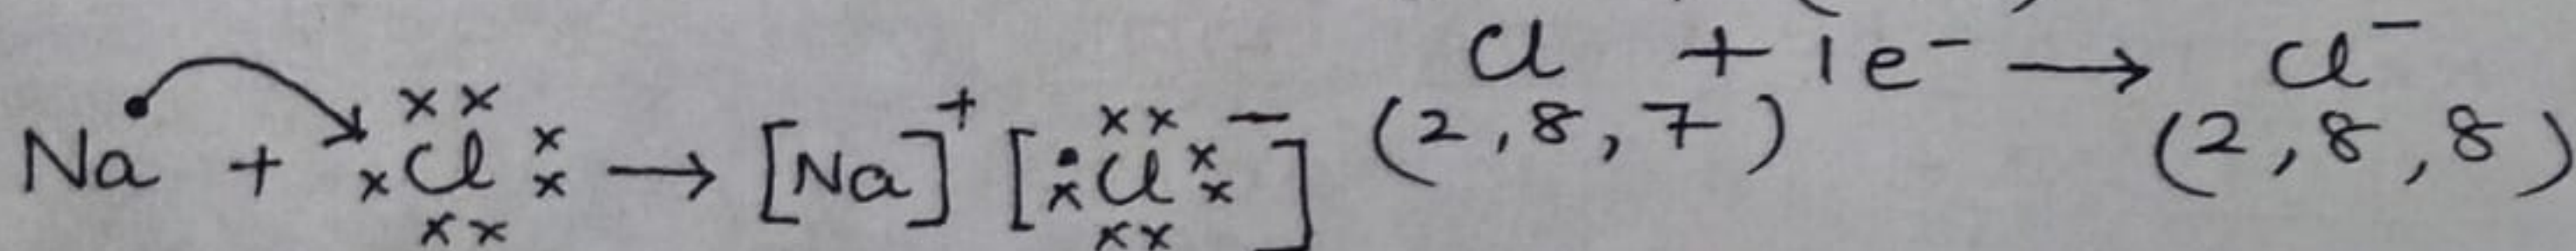 Na + Cl → [Na]⁺ [Cl]⁻
Cl + 1e⁻ → Cl⁻
(2,8,7) (2,8,8)